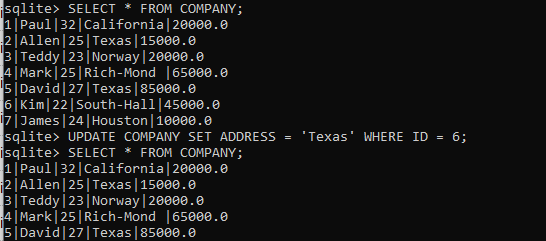 sqlite> SELECT * FROM COMPANY;
1|Paul|32|California|20000.0
2|Allen|25|Texas|15000.0
3|Teddy|23|Norway|20000.0
4|Mark|25|Rich-Mond |65000.0
5|David|27|Texas|85000.0
6|Kim|22|South-Hall|45000.0
7|James|24|Houston|10000.0
sqlite> UPDATE COMPANY SET ADDRESS = 'Texas' WHERE ID = 6;
sqlite> SELECT * FROM COMPANY;
1|Paul|32|California|20000.0
2|Allen|25|Texas|15000.0
3|Teddy|23|Norway|20000.0
4|Mark|25|Rich-Mond |65000.0
5|David|27|Texas|85000.0